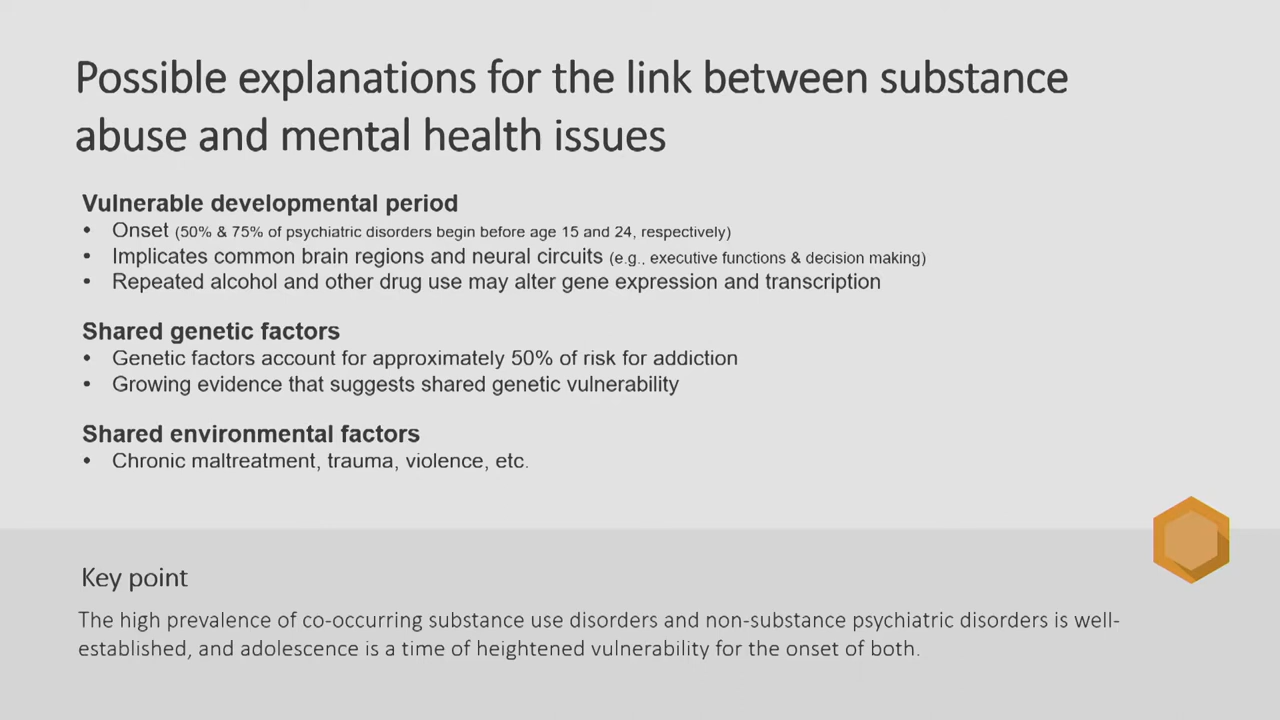 Possible explanations for the link between substance
abuse and mental health issues
Vulnerable developmental period
• Onset (50% & 75% of psychiatric disorders begin before age 15 and 24, respectively)
• Implicates common brain regions and neural circuits (e.g., executive functions & decision making)
• Repeated alcohol and other drug use may alter gene expression and transcription
Shared genetic factors
• Genetic factors account for approximately 50% of risk for addiction
• Growing evidence that suggests shared genetic vulnerability
Shared environmental factors
• Chronic maltreatment, trauma, violence, etc.
Key point
The high prevalence of co-occurring substance use disorders and non-substance psychiatric disorders is well-
established, and adolescence is a time of heightened vulnerability for the onset of both.